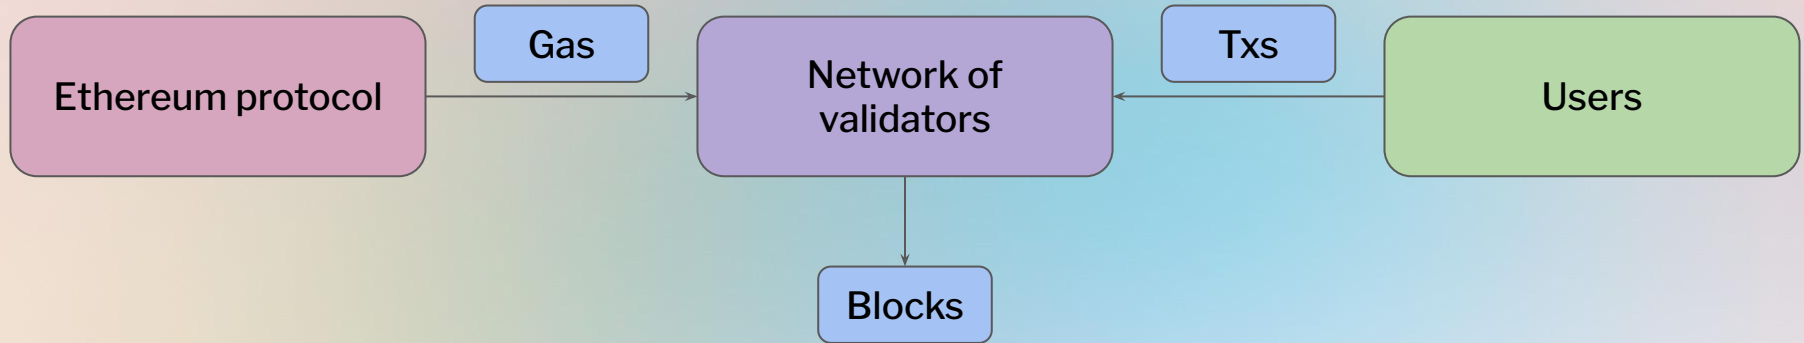 Ethereum protocol
Gas
Network of
validators
Txs
Users
Blocks